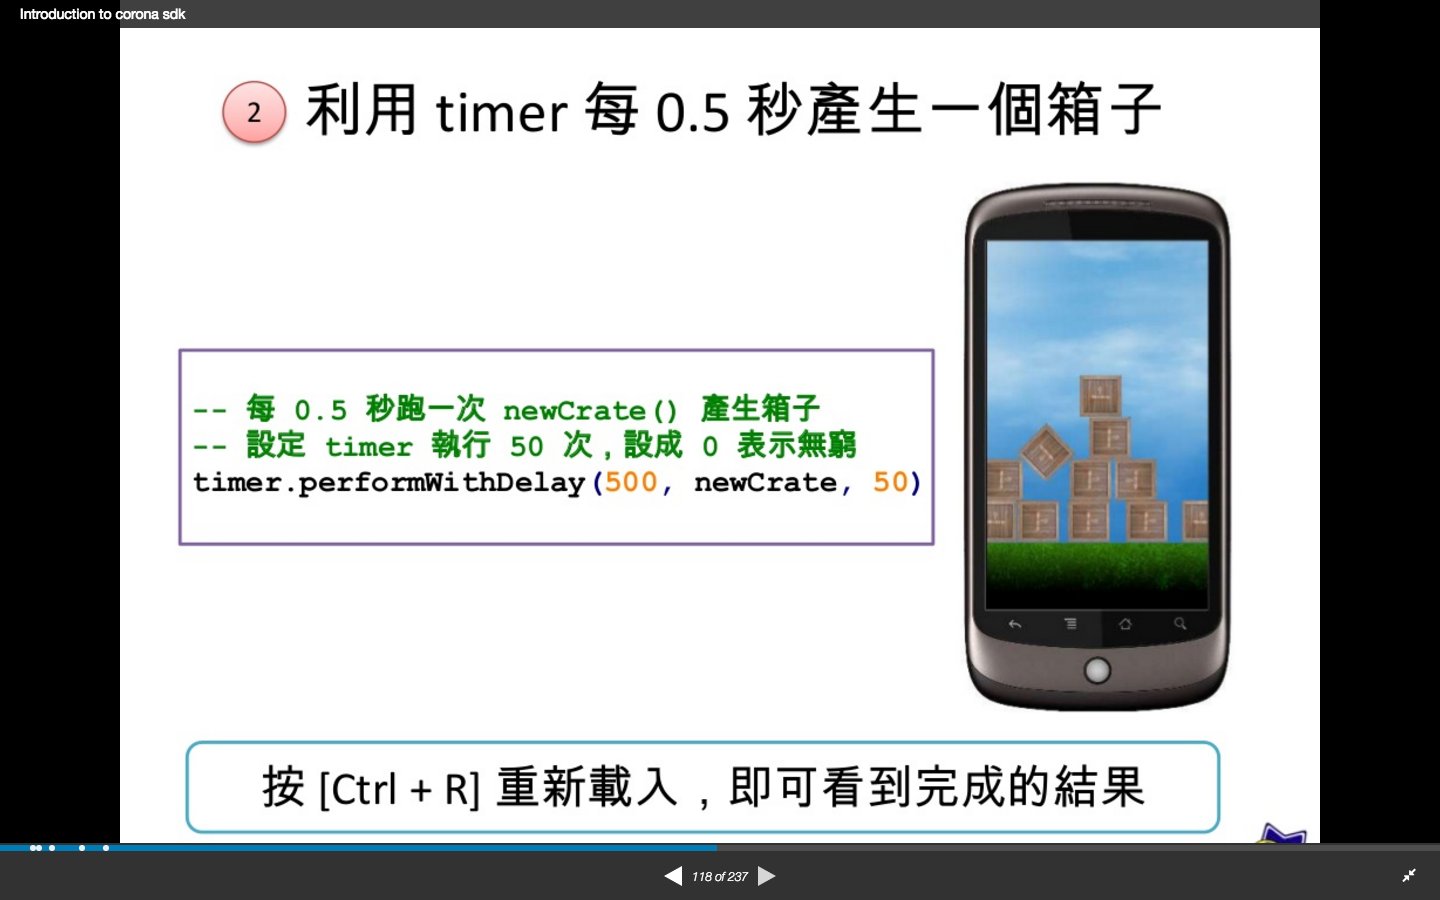 Introduction to corona sdk
2 利用 timer 每 0.5 秒產生一個箱子
-- 每 0.5 秒跑一次 newCrate() 產生箱子
-- 設定 timer 執行 50 次，設成 0 表示無窮
timer.performWithDelay(500, newCrate, 50)
按 [Ctrl + R] 重新載入，即可看到完成的結果
118 of 237